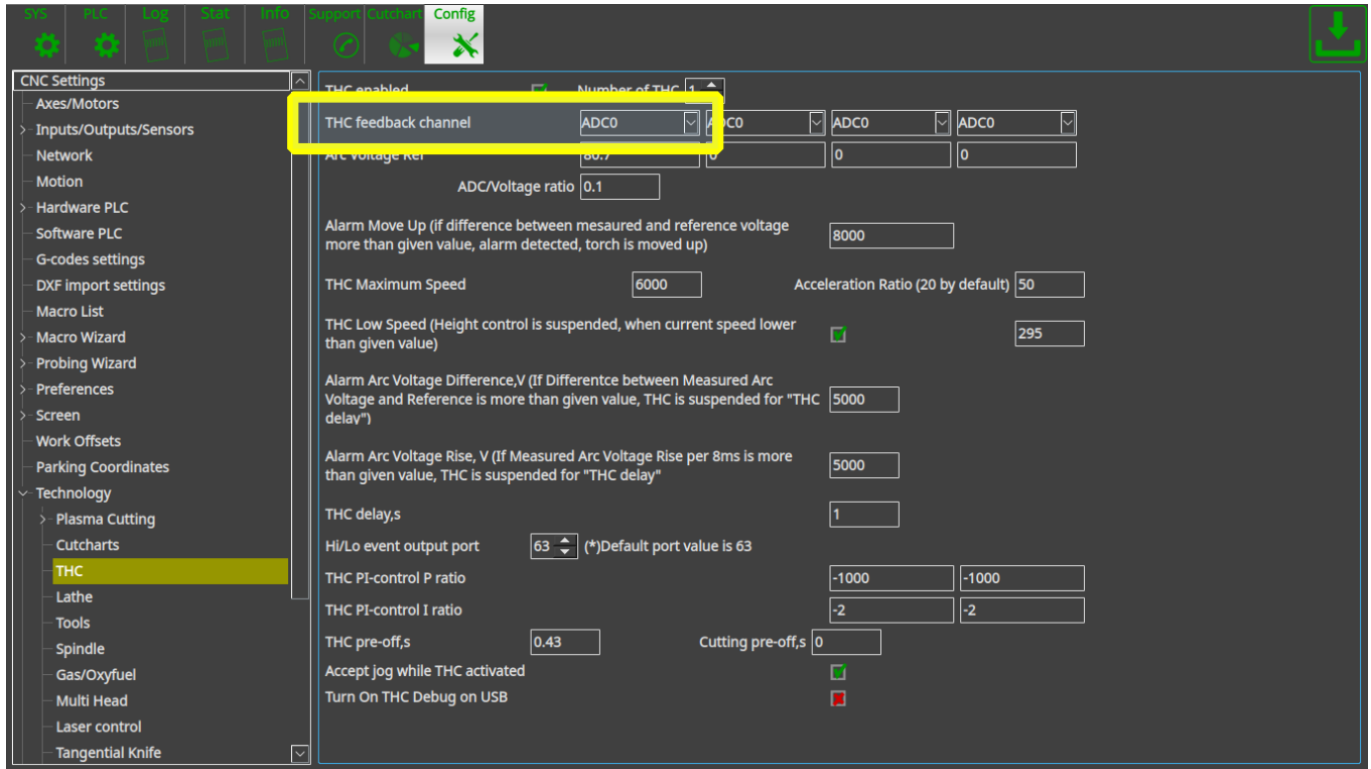 SYS PLC Log Stat Info Support Cutchart Config
CNC Settings
Axes/Motors
Inputs/Outputs/Sensors
Network
Motion
Hardware PLC
Software PLC
G-codes settings
DXF import settings
Macro List
Macro Wizard
Probing Wizard
Preferences
Screen
Work Offsets
Parking Coordinates
Technology
Plasma Cutting
Cutcharts
THC
Lathe
Tools
Spindle
Gas/Oxyfuel
Multi Head
Laser control
Tangential Knife
THC enabled Number of THC 1
THC feedback channel ADC0 ADC0 ADC0 ADC0
Arc Voltage Ref 80.7 0 0 0
ADC/Voltage ratio 0.1
Alarm Move Up (if difference between mesaured and reference voltage
more than given value, alarm detected, torch is moved up) 8000
THC Maximum Speed 6000 Acceleration Ratio (20 by default) 50
THC Low Speed (Height control is suspended, when current speed lower
than given value) 295
Alarm Arc Voltage Difference,V (If Differentce between Measured Arc
Voltage and Reference is more than given value, THC is suspended for "THC 5000
delay")
Alarm Arc Voltage Rise, V (If Measured Arc Voltage Rise per 8ms is more
than given value, THC is suspended for "THC delay" 5000
THC delay,s 1
Hi/Lo event output port 63 (*)Default port value is 63
THC PI-control P ratio -1000 -1000
THC PI-control I ratio -2 -2
THC pre-off,s 0.43 Cutting pre-off,s 0
Accept jog while THC activated
Turn On THC Debug on USB